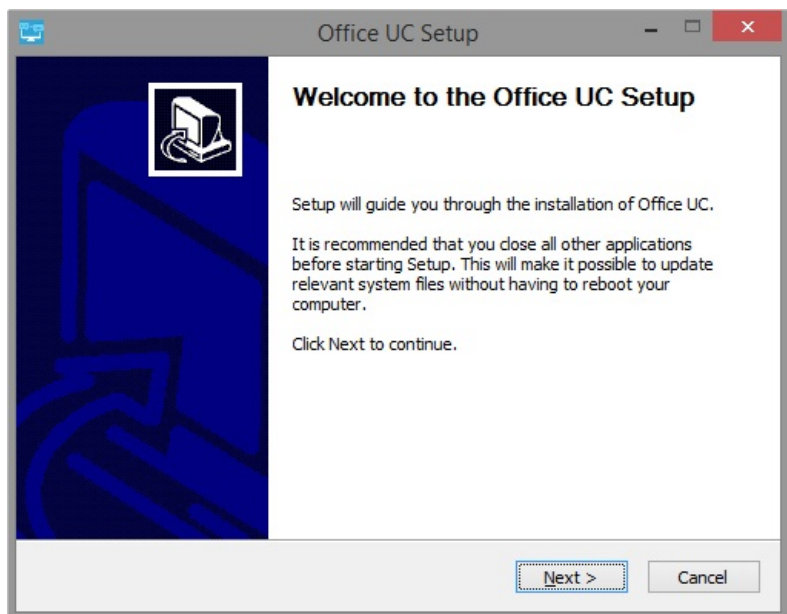 Office UC Setup
Welcome to the Office UC Setup
Setup will guide you through the installation of Office UC.
It is recommended that you close all other applications
before starting Setup. This will make it possible to update
relevant system files without having to reboot your
computer.
Click Next to continue.
Next >
Cancel